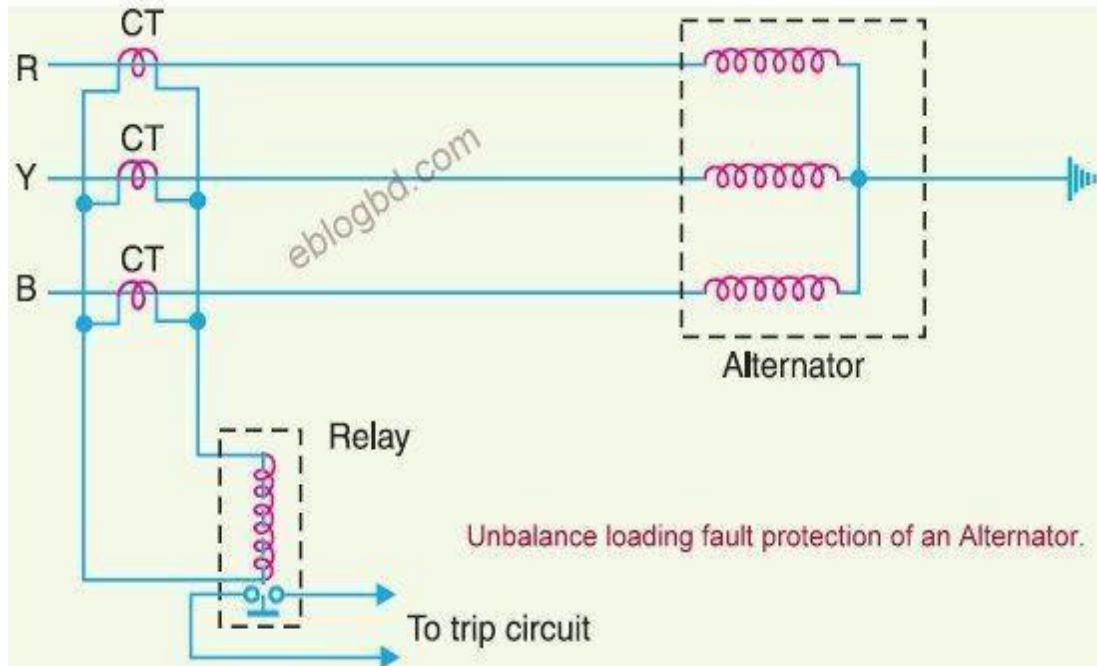 CT
R
CT
Y
eblogbd.com
CT
B
Alternator
Relay
Unbalance loading fault protection of an Alternator.
To trip circuit